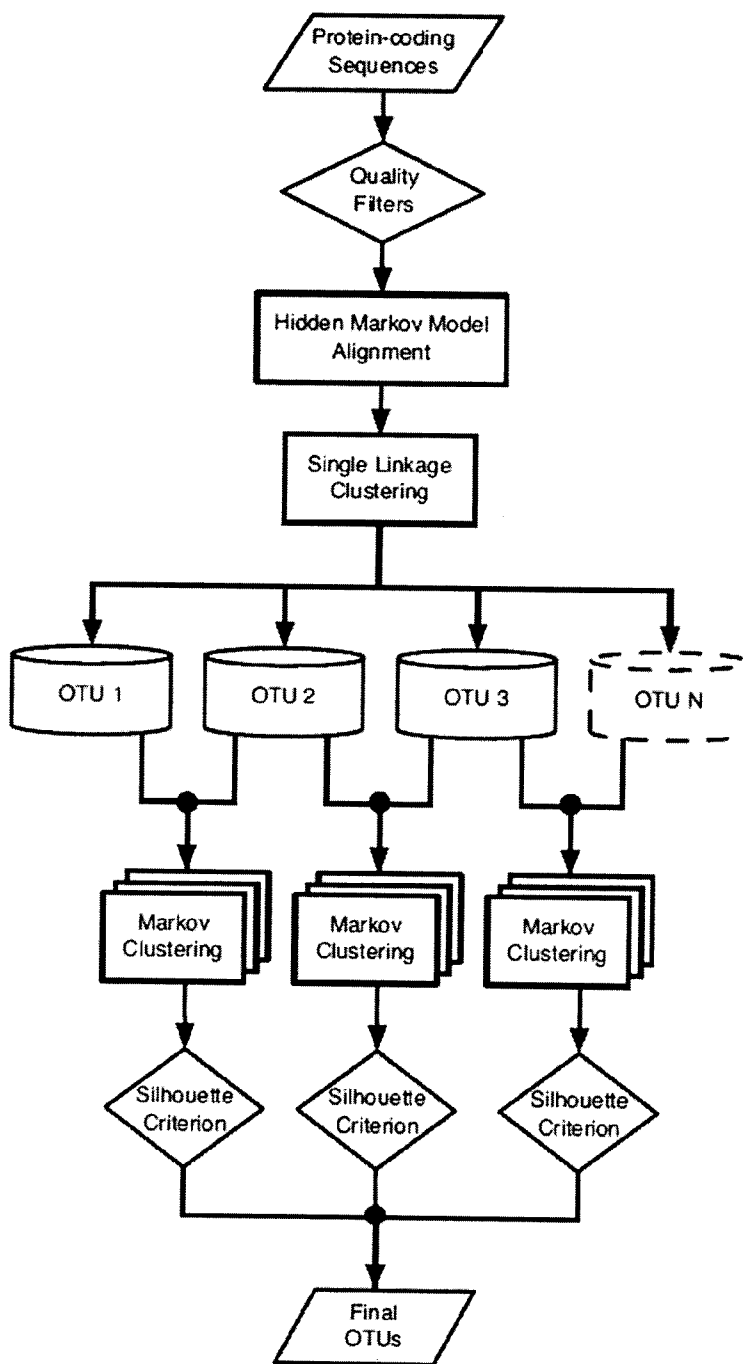 Protein-coding
Sequences
Quality
Filters
Hidden Markov Model
Alignment
Single Linkage
Clustering
OTU 1
OTU 2
OTU 3
OTU N
Markov
Clustering
Markov
Clustering
Markov
Clustering
Silhouette
Criterion
Silhouette
Criterion
Silhouette
Criterion
Final
OTUs